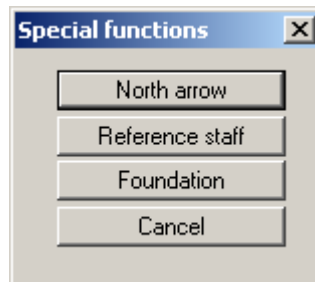 Special functions
North arrow
Reference staff
Foundation
Cancel